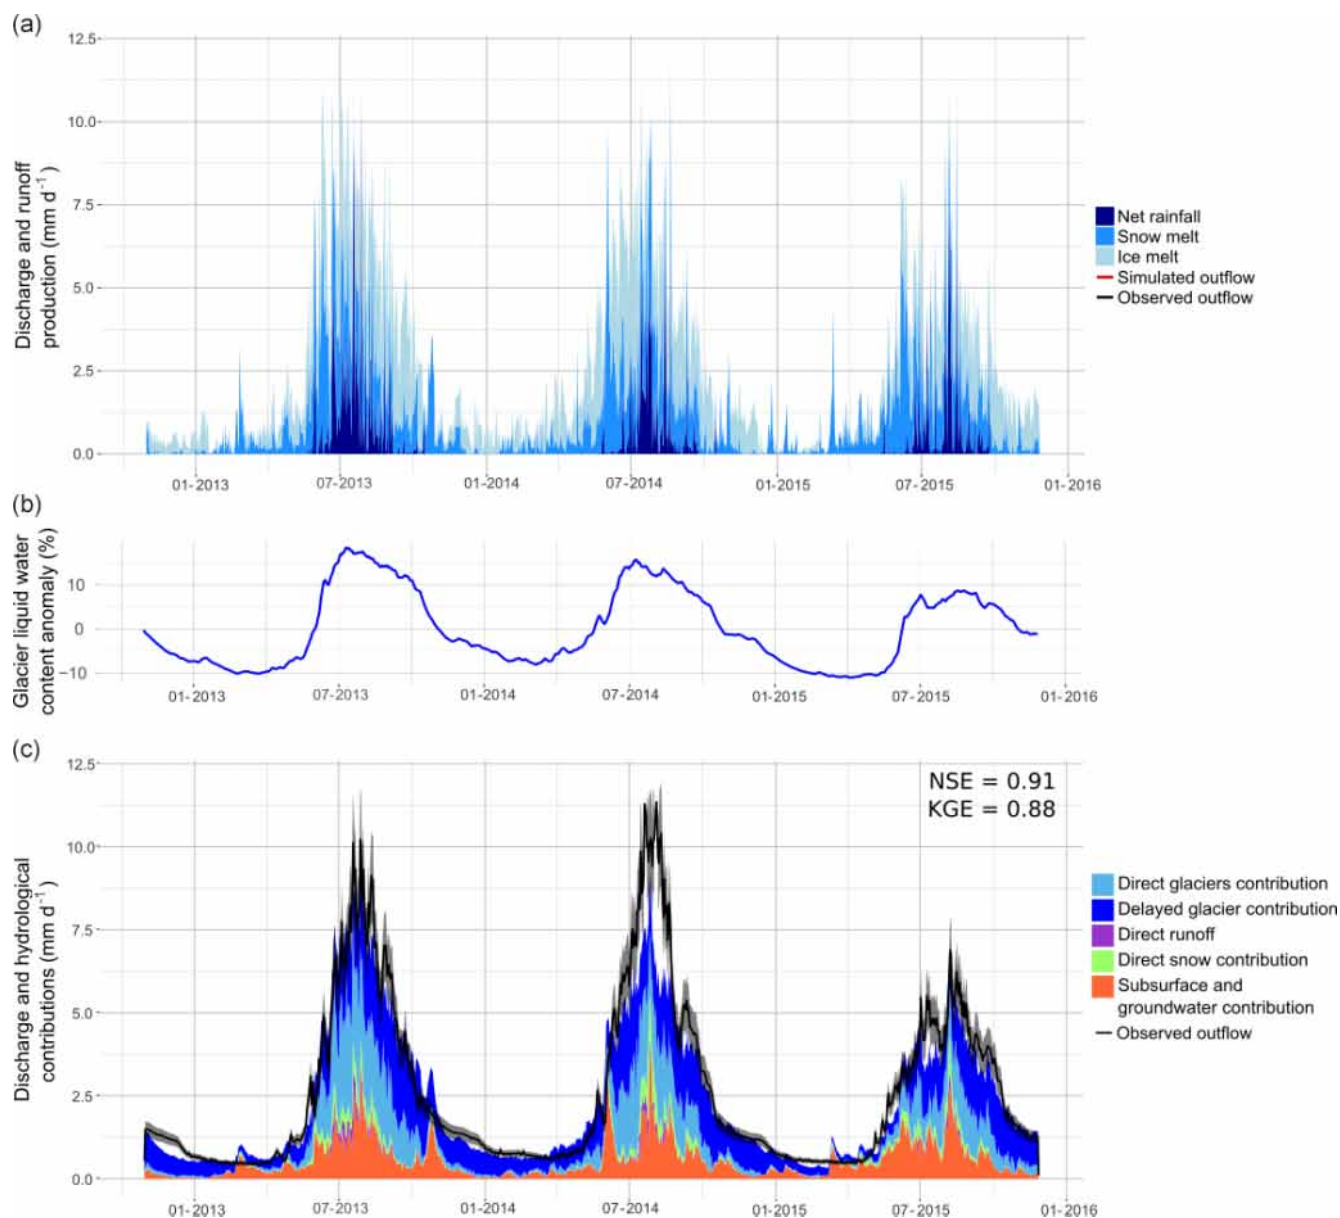 (a)
12.5
10.0
7.5
5.0
2.5
0.0
Discharge and runoff
production (mm d⁻¹)
Net rainfall
Snow melt
Ice melt
Simulated outflow
Observed outflow
01-2013
07-2013
01-2014
07-2014
01-2015
07-2015
01-2016
(b)
Glacier liquid water
content anomaly (%)
10
0
−10
01-2013
07-2013
01-2014
07-2014
01-2015
07-2015
01-2016
(c)
12.5
10.0
7.5
5.0
2.5
0.0
Discharge and hydrological
contributions (mm d⁻¹)
NSE = 0.91
KGE = 0.88
Direct glaciers contribution
Delayed glacier contribution
Direct runoff
Direct snow contribution
Subsurface and
groundwater contribution
Observed outflow
01-2013
07-2013
01-2014
07-2014
01-2015
07-2015
01-2016